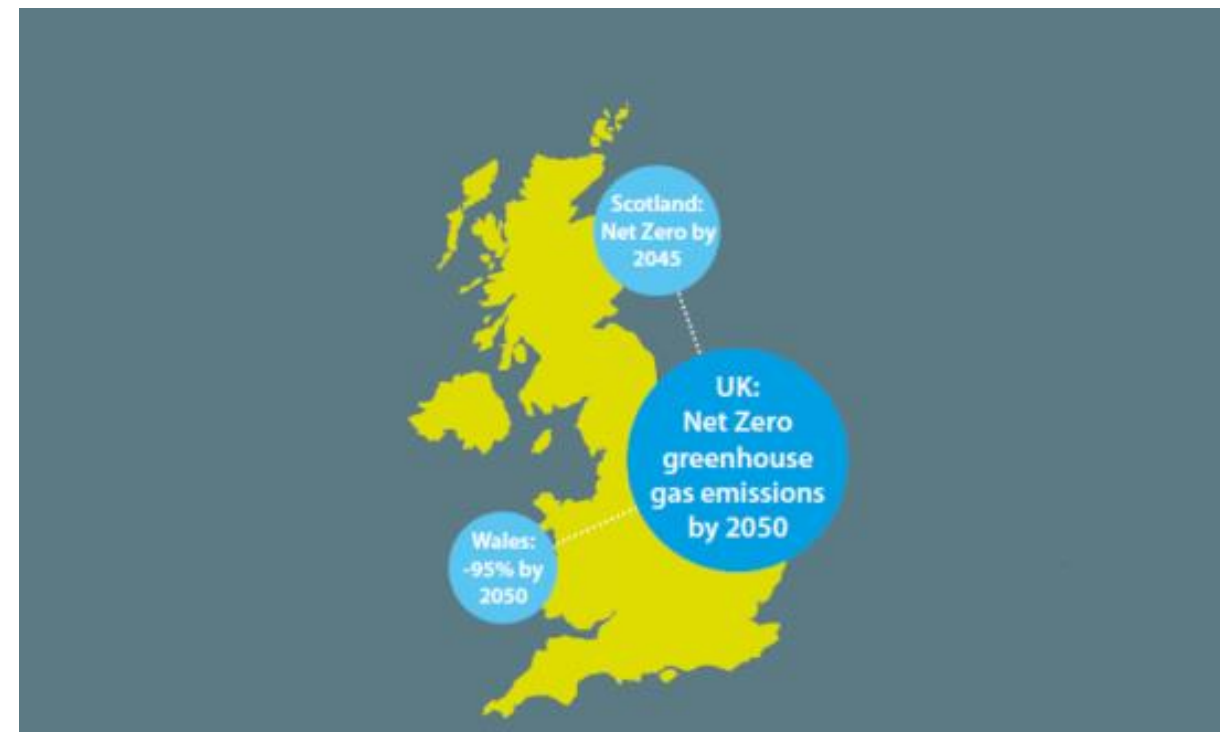 Scotland:
Net Zero by
2045
UK:
Net Zero
greenhouse
gas emissions
by 2050
Wales:
-95% by
2050